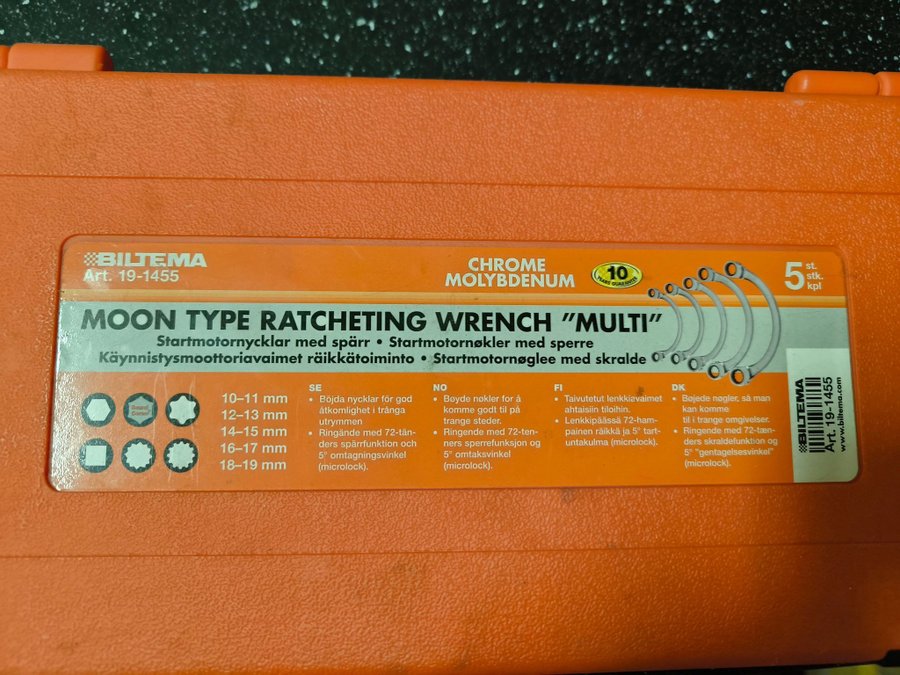 BILTEMA
Art. 19-1455
CHROME
MOLYBDENUM
10
YEARS GUARANTEE
5 st.
stk.
kpl
MOON TYPE RATCHETING WRENCH ”MULTI”
Startmotornycklar med spärr • Startmotornøkler med sperre
Käynnistysmoottoriavaimet räikkätoiminto • Startmotornøglee med skralde
Round Corner
10–11 mm
12–13 mm
14–15 mm
16–17 mm
18–19 mm
SE
• Böjda nycklar för god
åtkomlighet i trånga
utrymmen
• Ringände med 72-tän-
ders spärrfunktion och
5° omtagningsvinkel
(microlock).
NO
• Bøyde nøkler for å
komme godt til på
trange steder.
• Ringende med 72-ten-
ners sperrefunksjon og
5° omtaksvinkel
(microlock).
FI
• Taivutetut lenkkiavaimet
ahtaisiin tiloihin.
• Lenkkipäässä 72-ham-
painen räikkä ja 5° tart-
untakulma (microlock).
DK
• Bøjede nøgler, så man
kan komme
til i trange omgivelser.
• Ringende med 72-tæn-
ders skraldefunktion og
5° ”gentagelsesvinkel”
(microlock).
BILTEMA
Art. 19-1455
www.biltema.com